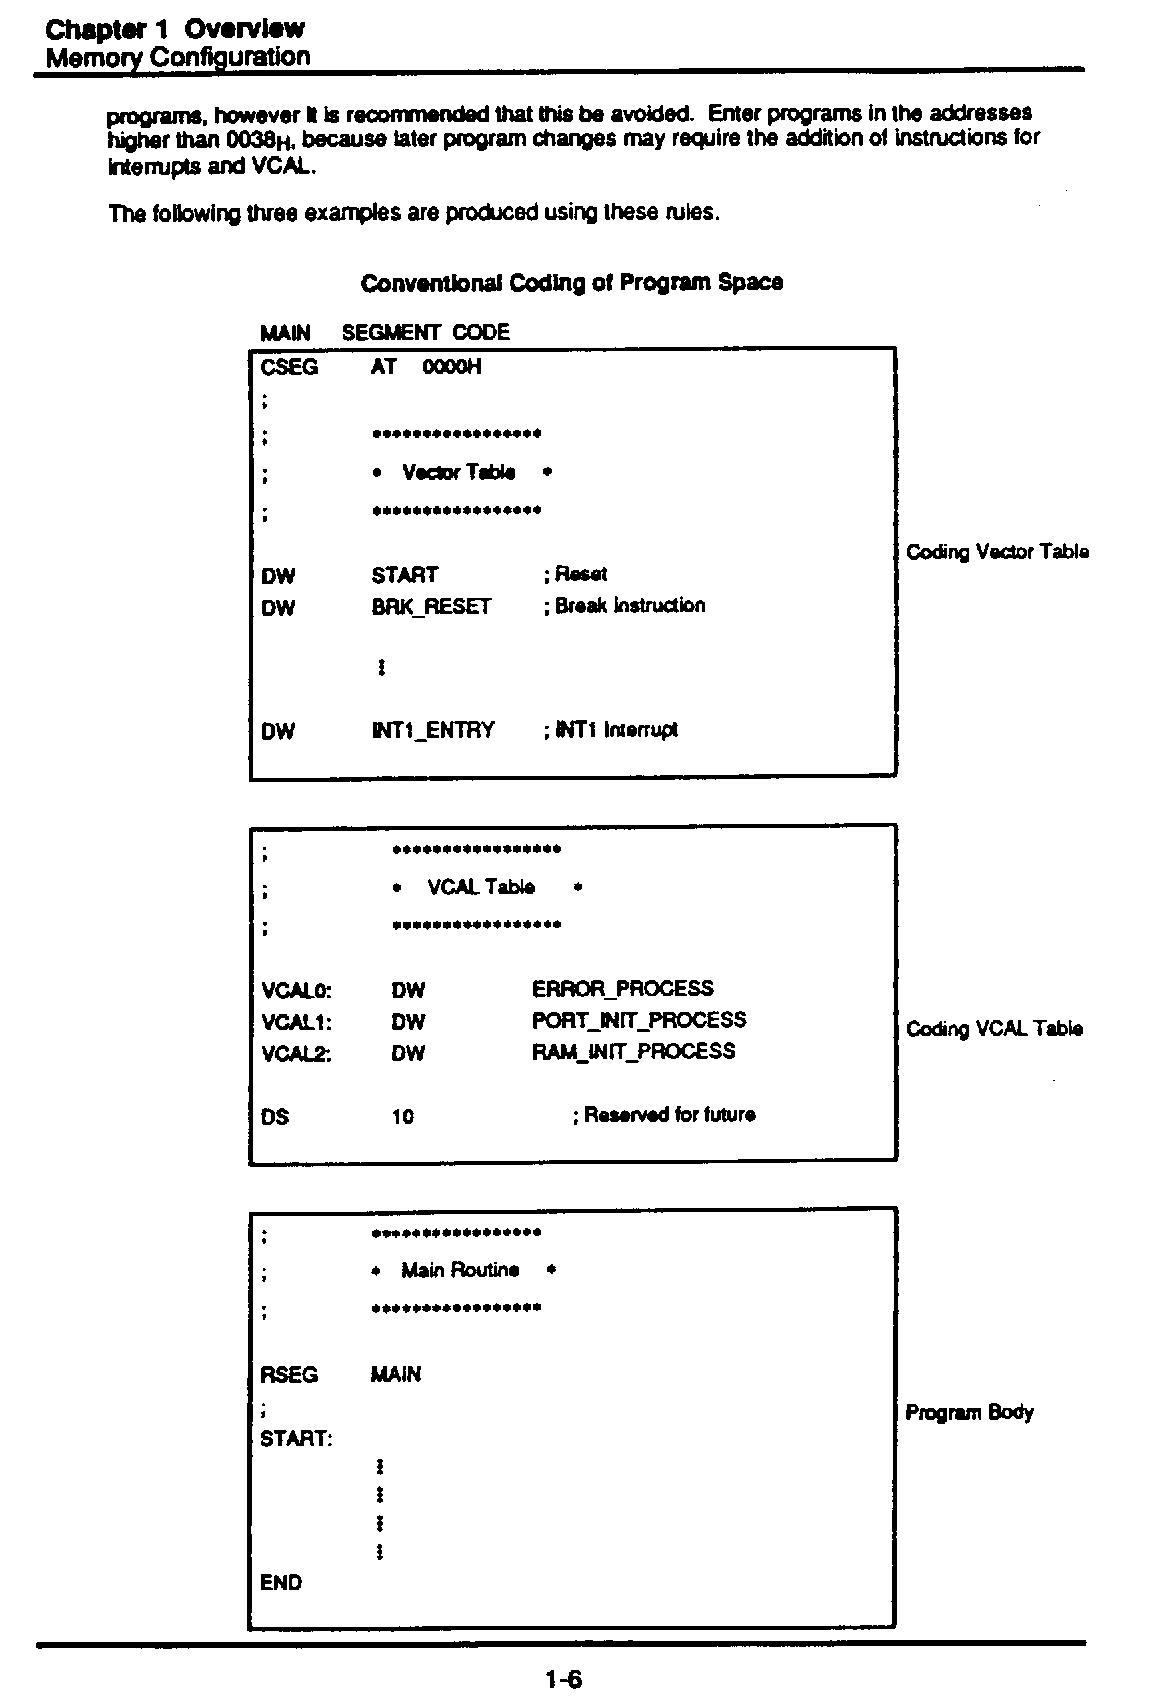 Chapter 1 Overview
Memory Configuration
programs, however it is recommended that this be avoided. Enter programs in the addresses
higher than 0038H, because later program changes may require the addition of instructions for
interrupts and VCAL.
The following three examples are produced using these rules.
Conventional Coding of Program Space
MAIN SEGMENT CODE
CSEG AT 0000H
;
; *****************
; * Vector Table *
; *****************
Coding Vector Table
DW START ; Reset
DW BRK_RESET ; Break Instruction
⋮
DW INT1_ENTRY ; INT1 Interrupt
; *****************
; * VCAL Table *
; *****************
VCAL0: DW ERROR_PROCESS
VCAL1: DW PORT_INIT_PROCESS
Coding VCAL Table
VCAL2: DW RAM_INIT_PROCESS
DS 10 ; Reserved for future
; *****************
; * Main Routine *
; *****************
RSEG MAIN
;
Program Body
START:
⋮
⋮
⋮
⋮
END
1-6